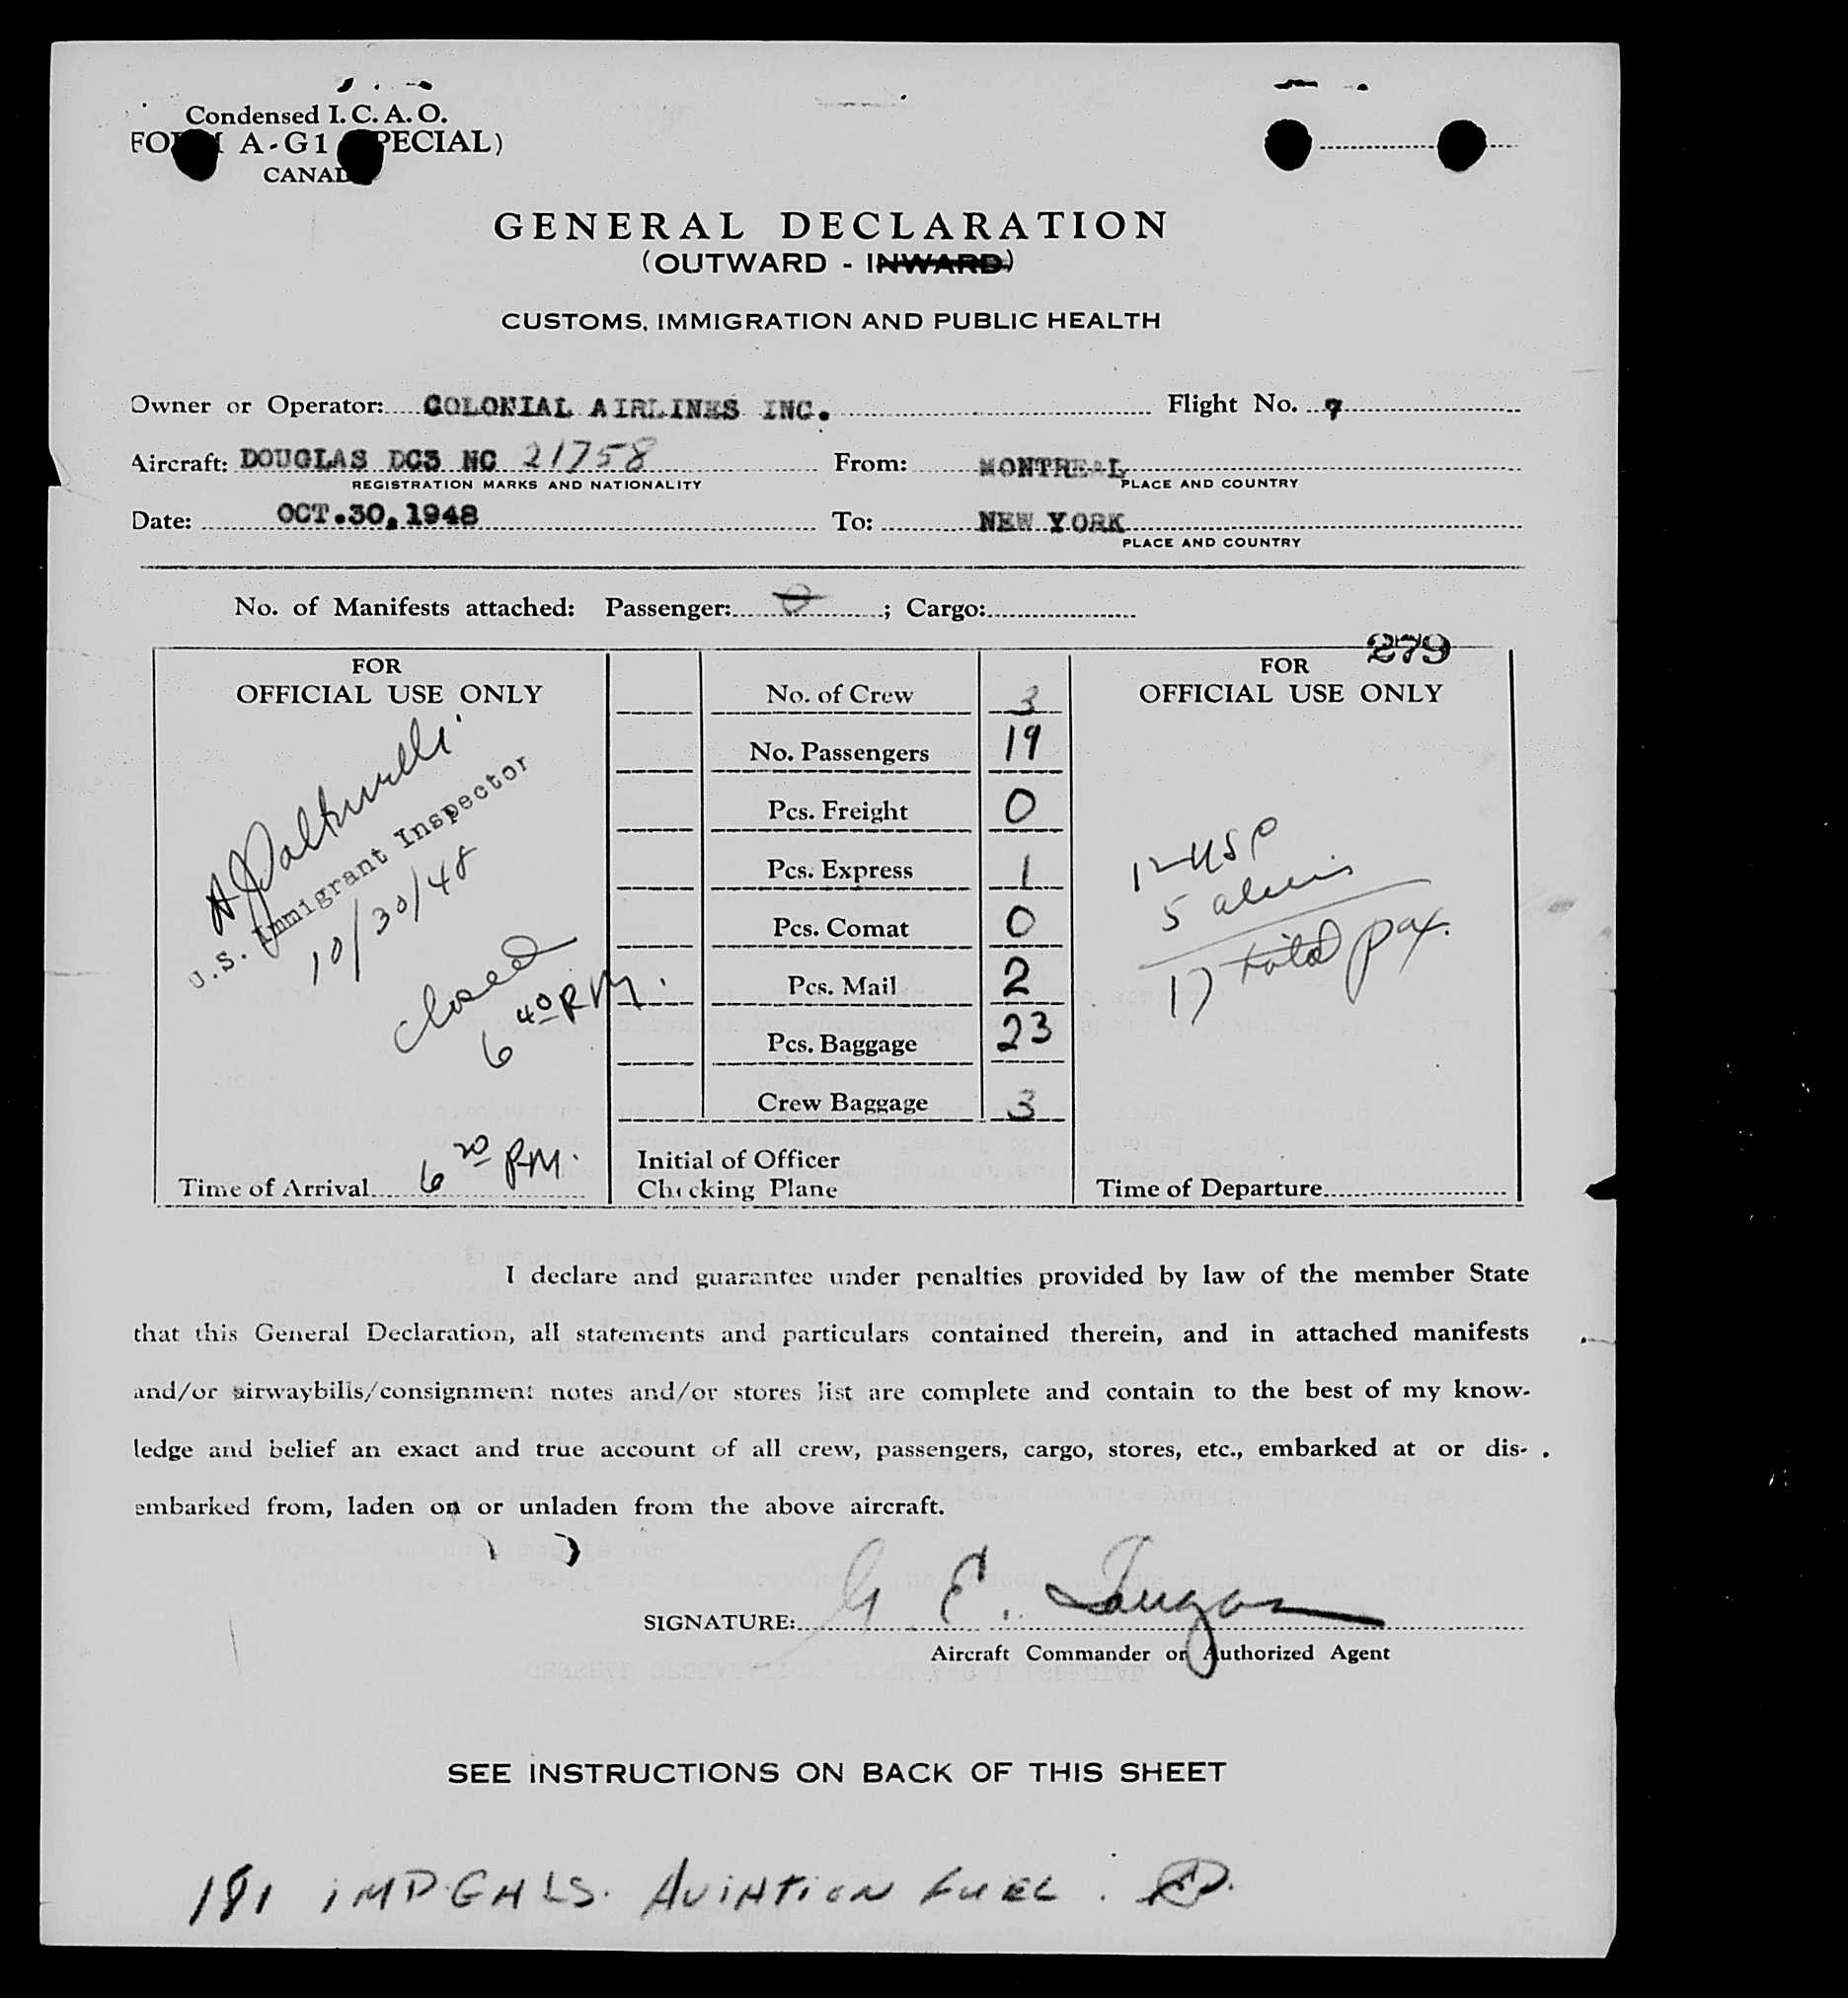 Condensed I. C. A. O.
A-G1
279
GENERAL DECLARATION
(OUTWARD - INWARD)
CUSTOMS, IMMIGRATION AND PUBLIC HEALTH
Owner or Operator: COLONIAL AIRLINES INC. Flight No. 7
Aircraft: DOUGLAS DC3 NC 21758 From: MONTREAL
REGISTRATION MARKS AND NATIONALITY PLACE AND COUNTRY
Date: OCT.30,1948 To: NEW YORK
PLACE AND COUNTRY
No. of Manifests attached: Passenger: 0 ; Cargo:
FOR
OFFICIAL USE ONLY
U.S. Immigrant Inspector
10/30/48
closed
6 40 P.M.
Time of Arrival 6 20 P.M.
No. of Crew 3
No. Passengers 19
Pcs. Freight 0
Pcs. Express 1
Pcs. Comat 0
Pcs. Mail 2
Pcs. Baggage 23
Crew Baggage 3
Initial of Officer
Checking Plane
FOR
OFFICIAL USE ONLY
12 USC
5 aliens
17 total pax.
Time of Departure
I declare and guarantee under penalties provided by law of the member State
that this General Declaration, all statements and particulars contained therein, and in attached manifests
and/or airwaybills/consignment notes and/or stores list are complete and contain to the best of my know-
ledge and belief an exact and true account of all crew, passengers, cargo, stores, etc., embarked at or dis-
embarked from, laden on or unladen from the above aircraft.
SIGNATURE: G. E.
Aircraft Commander or Authorized Agent
SEE INSTRUCTIONS ON BACK OF THIS SHEET
181 IMP. GALS. AVIATION FUEL.